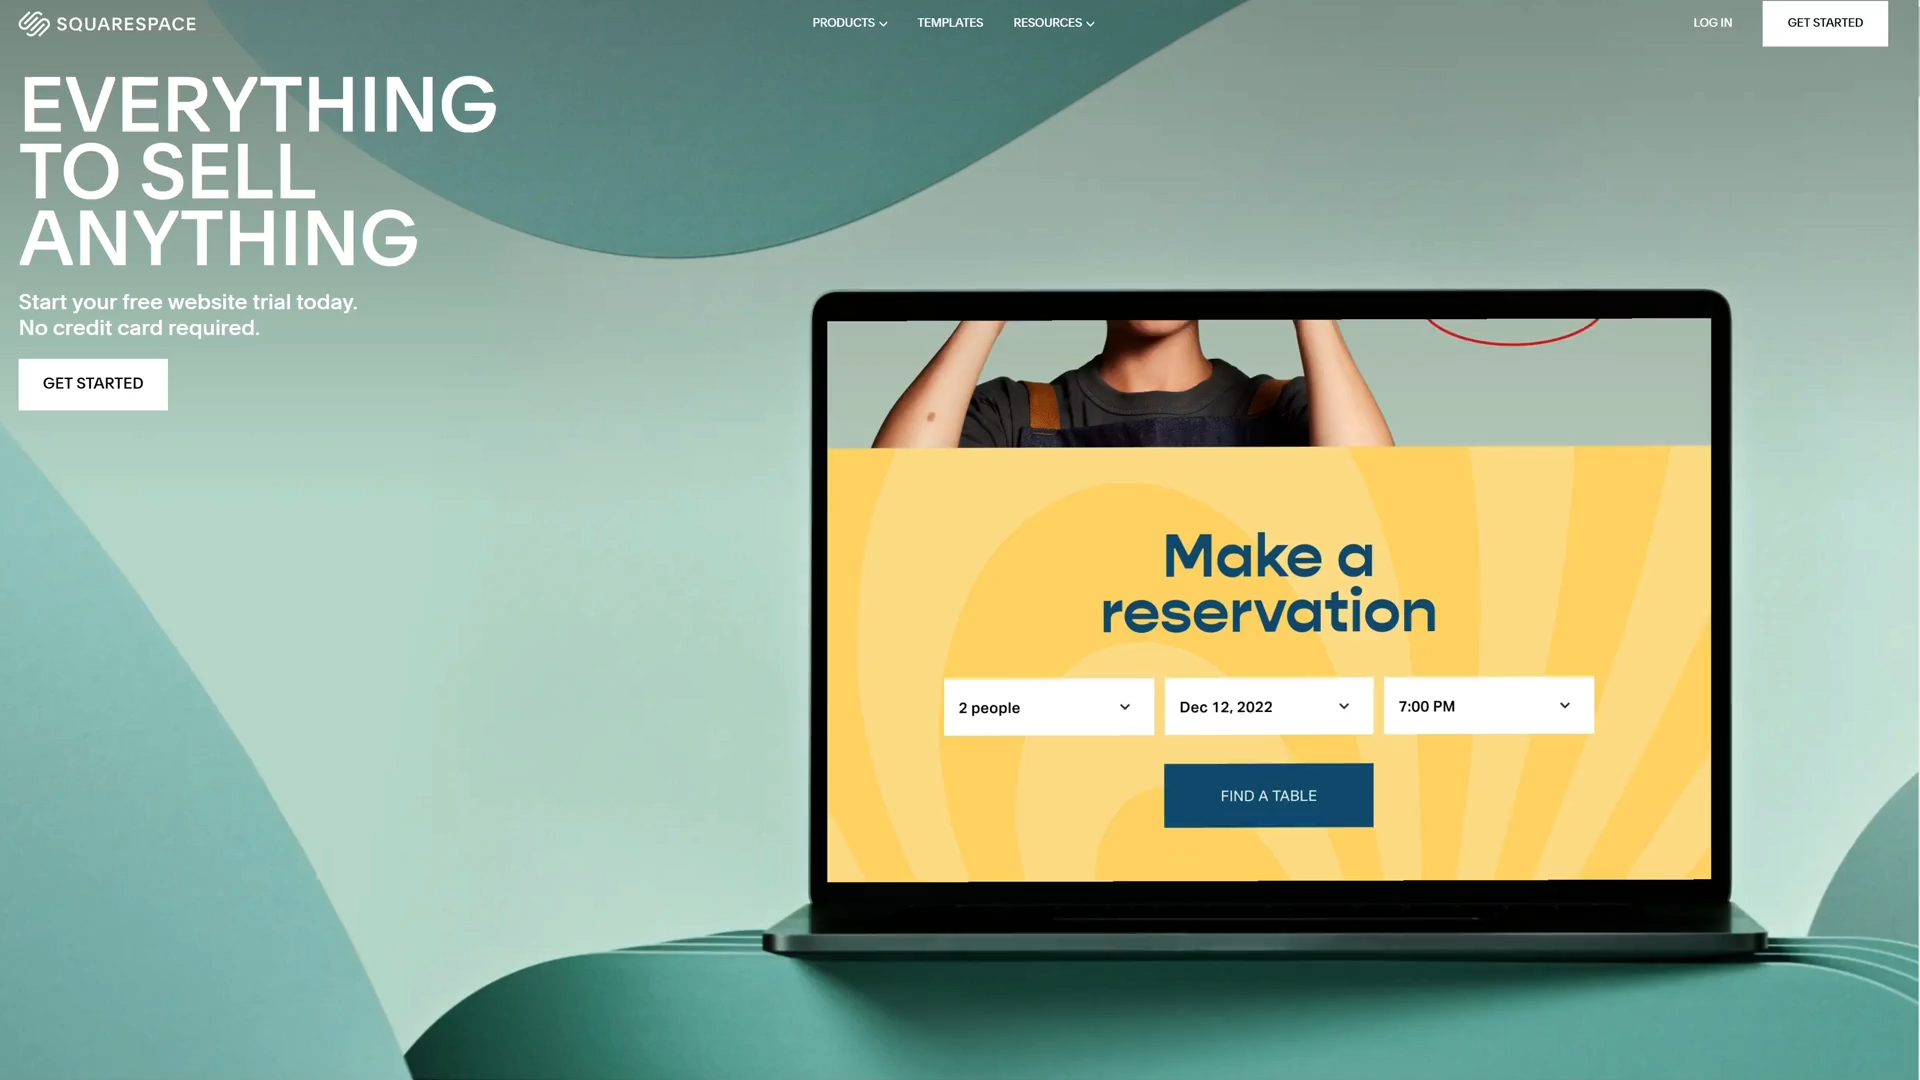 SQUARESPACE
PRODUCTS
TEMPLATES
RESOURCES
LOG IN
GET STARTED
EVERYTHING
TO SELL
ANYTHING
Start your free website trial today.
No credit card required.
GET STARTED
Make a
reservation
2 people
Dec 12, 2022
7:00 PM
FIND A TABLE